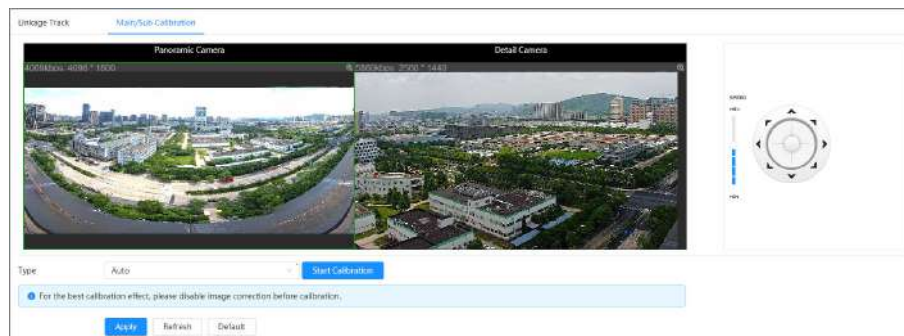 Linkage Track Main/Sub Calibration
Panoramic Camera Detail Camera
SPEED
Type Auto Start Calibration
For the best calibration effect, please disable image correction before calibration.
Apply Refresh Default